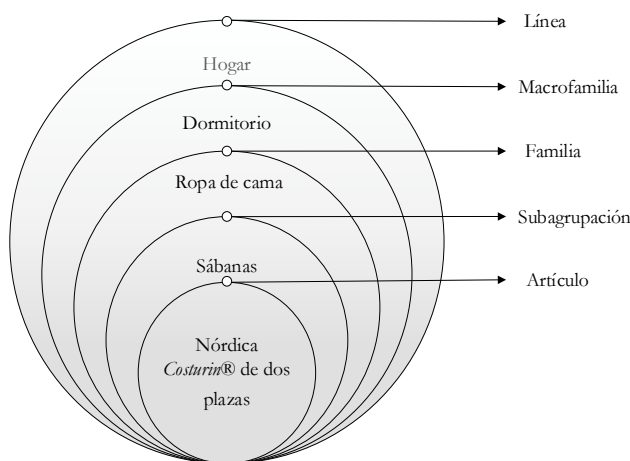 Línea
Hogar
Macrofamilia
Dormitorio
Familia
Ropa de cama
Subagrupación
Sábanas
Artículo
Nórdica
Costurin® de dos
plazas